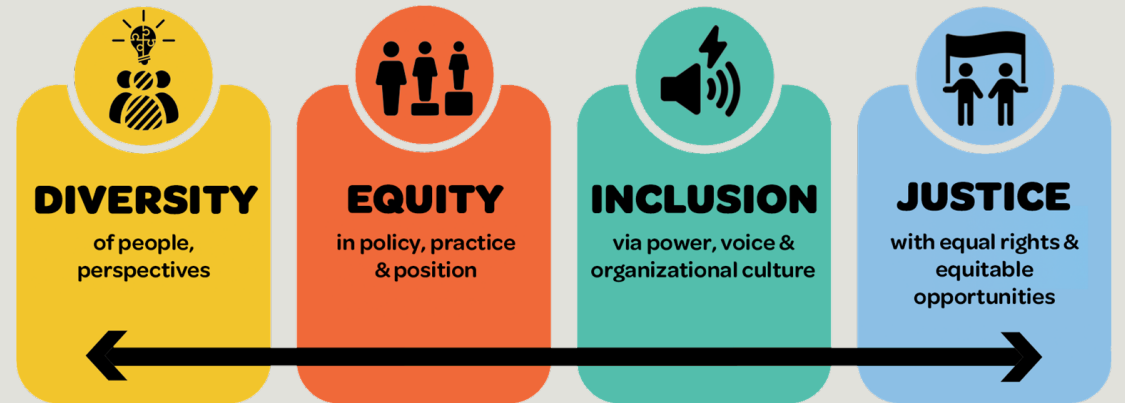 DIVERSITY
of people,
perspectives
EQUITY
in policy, practice
& position
INCLUSION
via power, voice &
organizational culture
JUSTICE
with equal rights &
equitable
opportunities